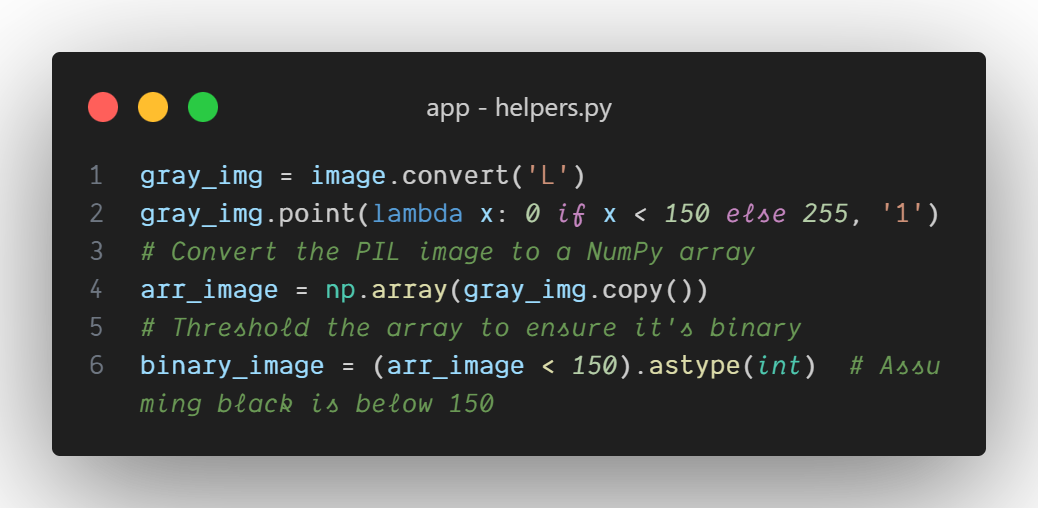 app - helpers.py
1 gray_img = image.convert('L')
2 gray_img.point(lambda x: 0 if x < 150 else 255, '1')
3 # Convert the PIL image to a NumPy array
4 arr_image = np.array(gray_img.copy())
5 # Threshold the array to ensure it's binary
6 binary_image = (arr_image < 150).astype(int)  # Assu
ming black is below 150